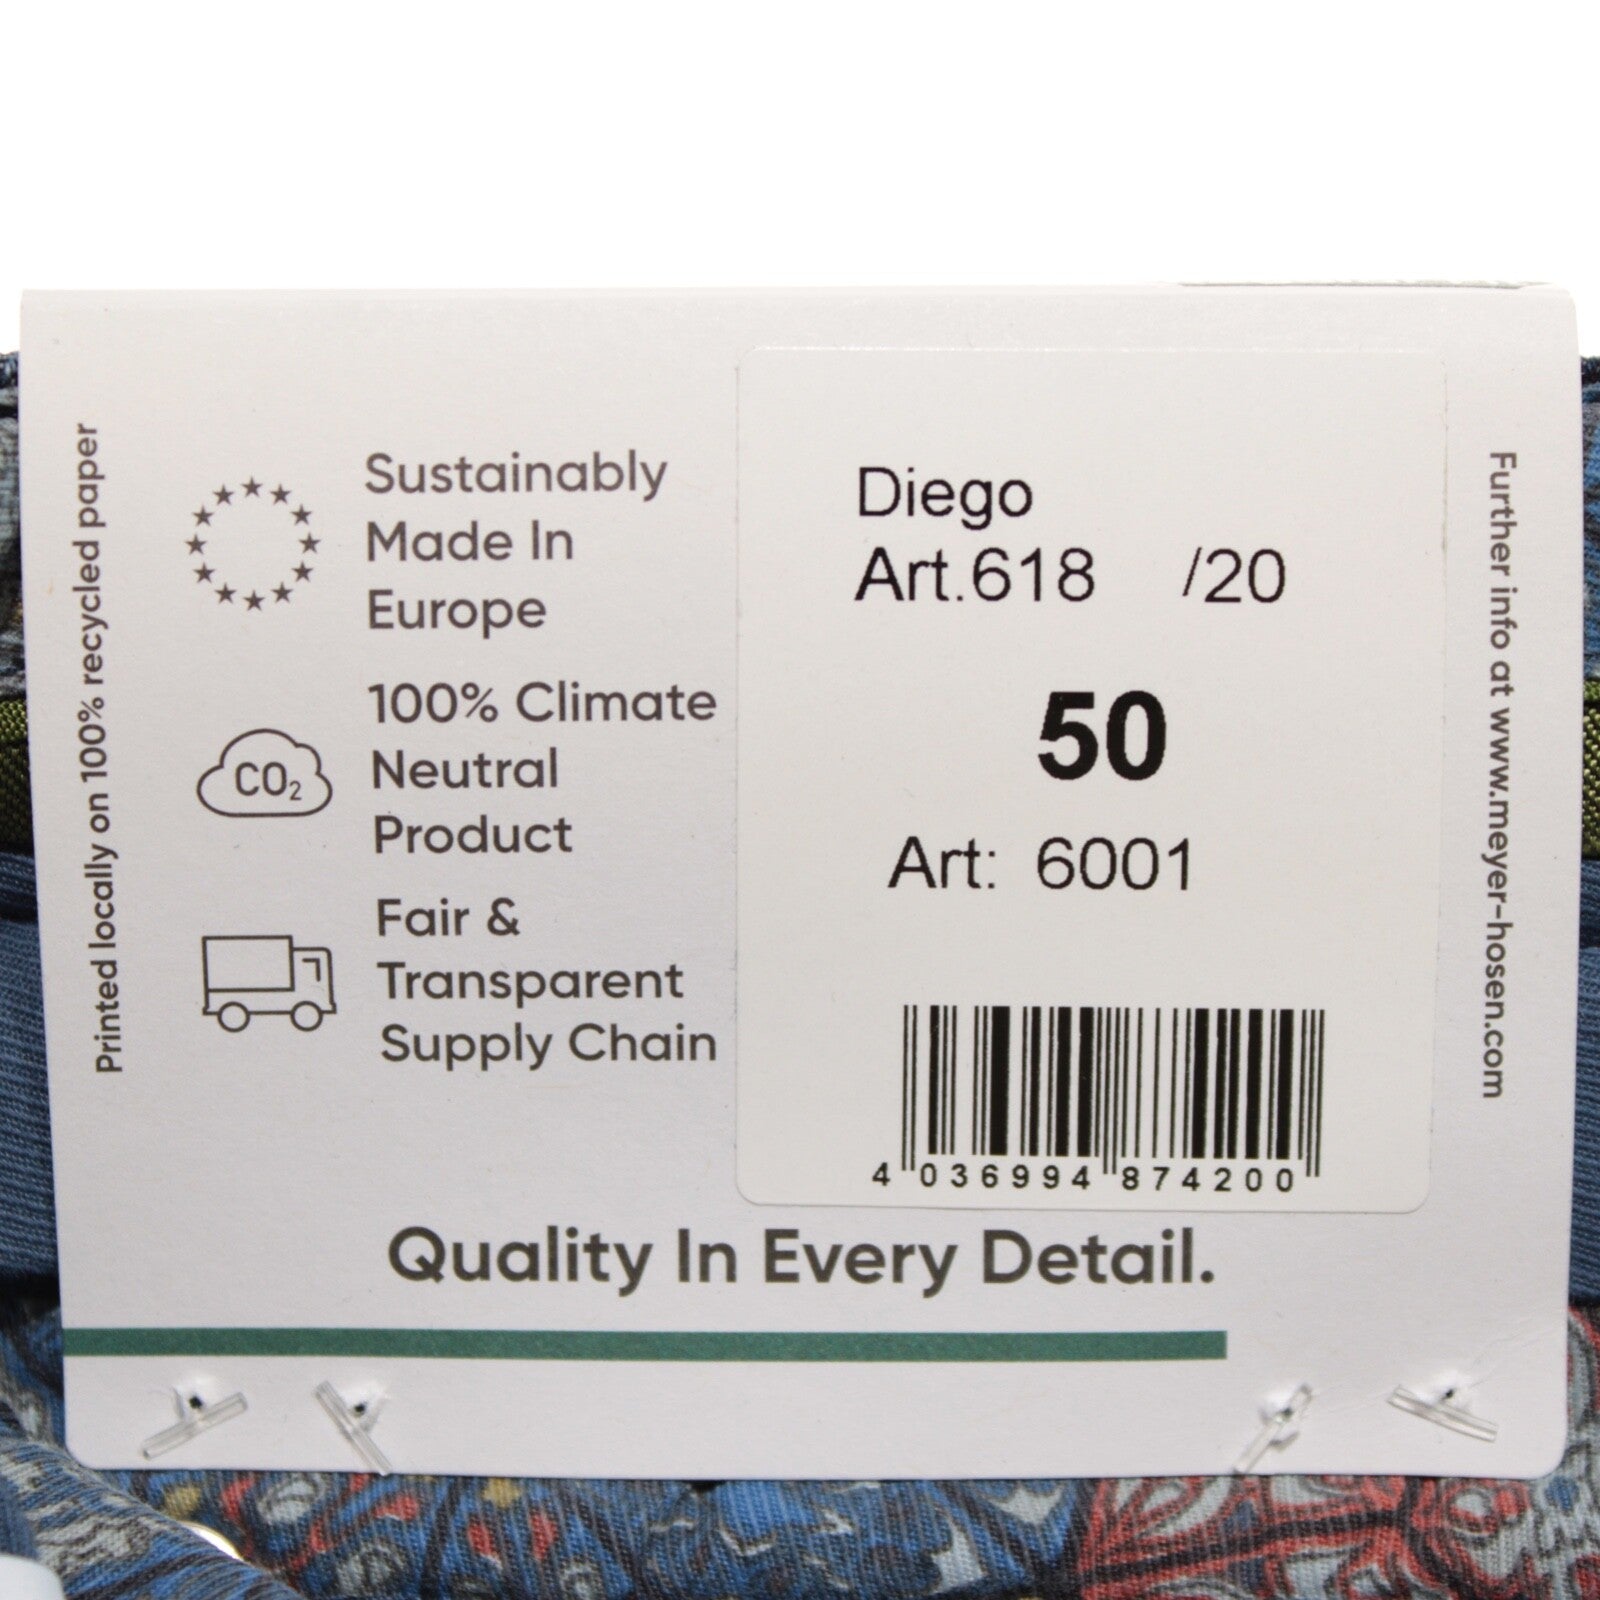 Printed locally on 100% recycled paper
Sustainably
Made In
Europe
CO₂
100% Climate
Neutral
Product
Fair &
Transparent
Supply Chain
Diego
Art.618 /20
50
Art: 6001
4 036994 874200
Further info at www.meyer-hosen.com
Quality In Every Detail.